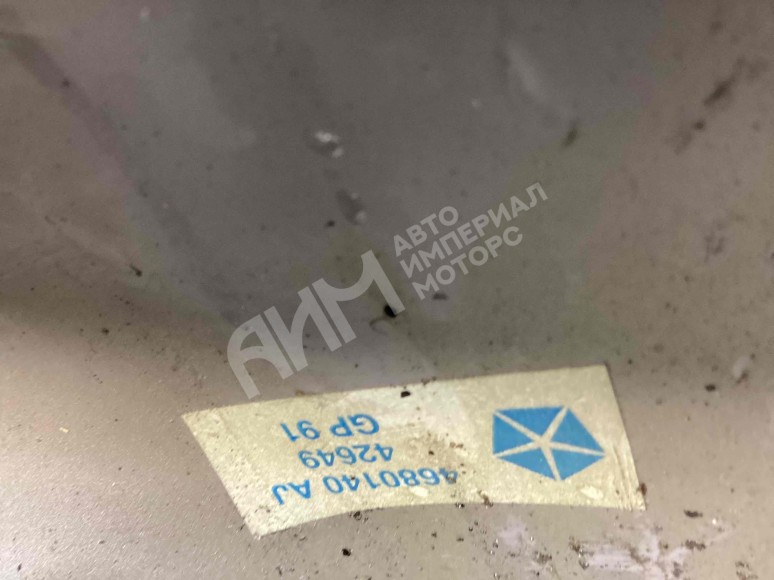 АИМ
АВТО
ИМПЕРИАЛ
МОТОРС
4680140 AJ
42649
GP 91